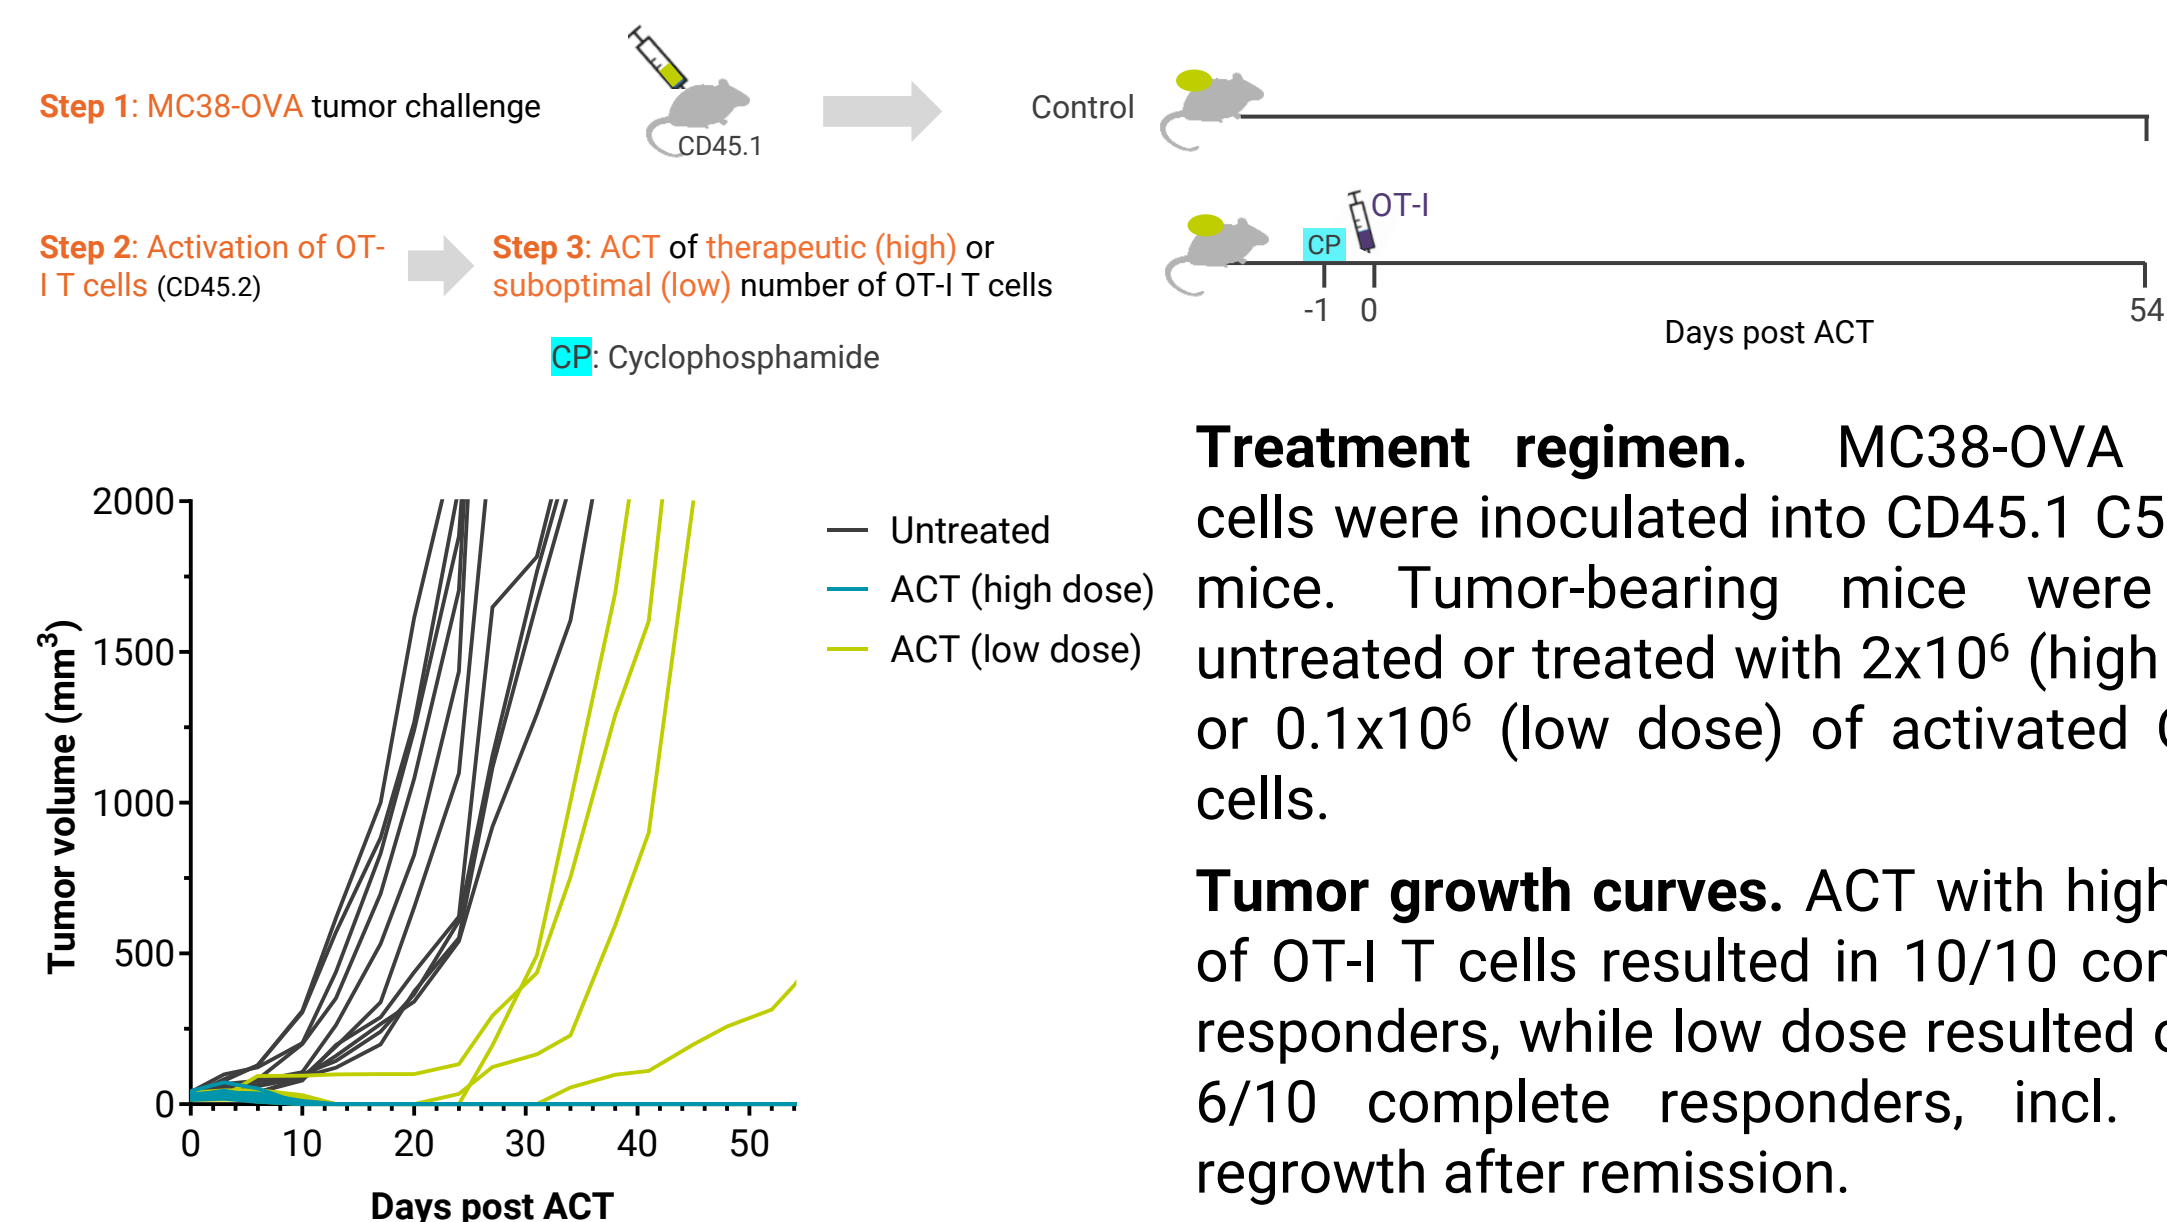 Step 1: MC38-OVA tumor challenge
CD45.1
Control
Step 2: Activation of OT-
I T cells (CD45.2)
Step 3: ACT of therapeutic (high) or
suboptimal (low) number of OT-I T cells
CP: Cyclophosphamide
OT-I
CP
-1 0 54
Days post ACT
Tumor volume (mm³)
2000
1500
1000
500
0
0 10 20 30 40 50
Days post ACT
Untreated
ACT (high dose)
ACT (low dose)
Treatment regimen. MC38-OVA
cells were inoculated into CD45.1 C5
mice. Tumor-bearing mice were
untreated or treated with 2x10⁶ (high
or 0.1x10⁶ (low dose) of activated
cells.
Tumor growth curves. ACT with high
of OT-I T cells resulted in 10/10
responders, while low dose resulted
6/10 complete responders, incl.
regrowth after remission.